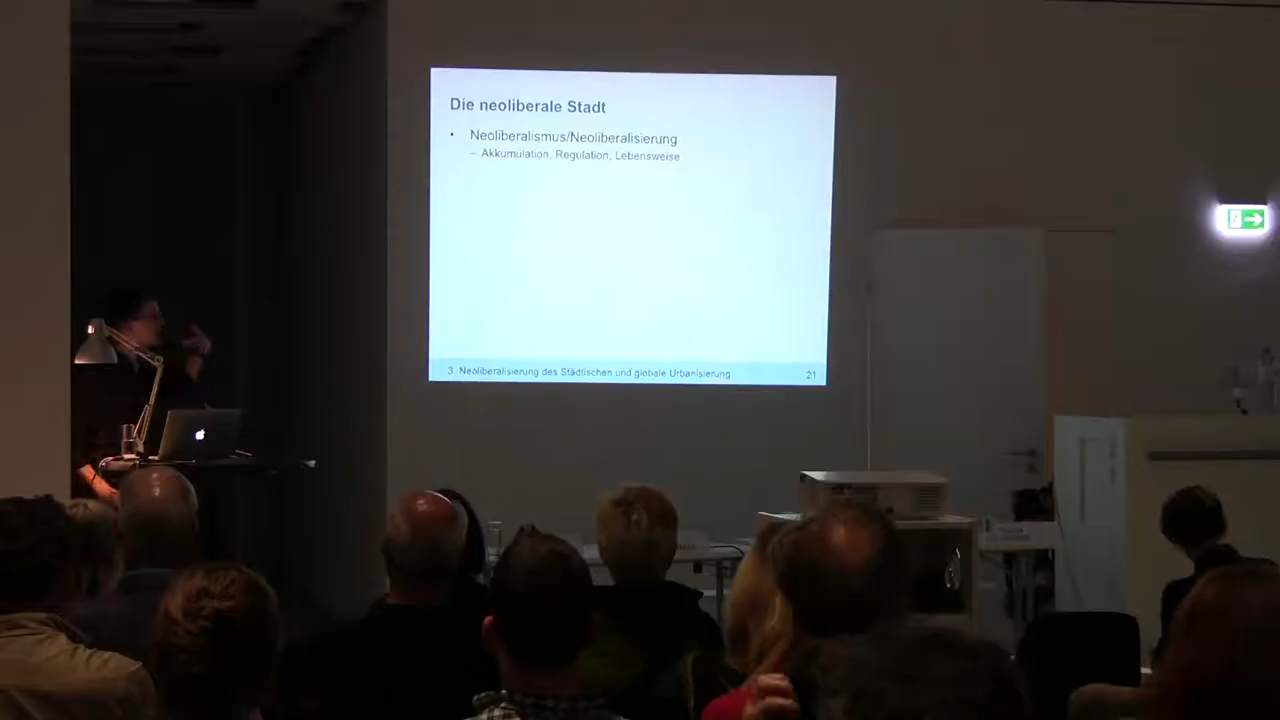 Die neoliberale Stadt
• Neoliberalismus/Neoliberalisierung
– Akkumulation, Regulation, Lebensweise
3. Neoliberalisierung des Städtischen und globale Urbanisierung 21